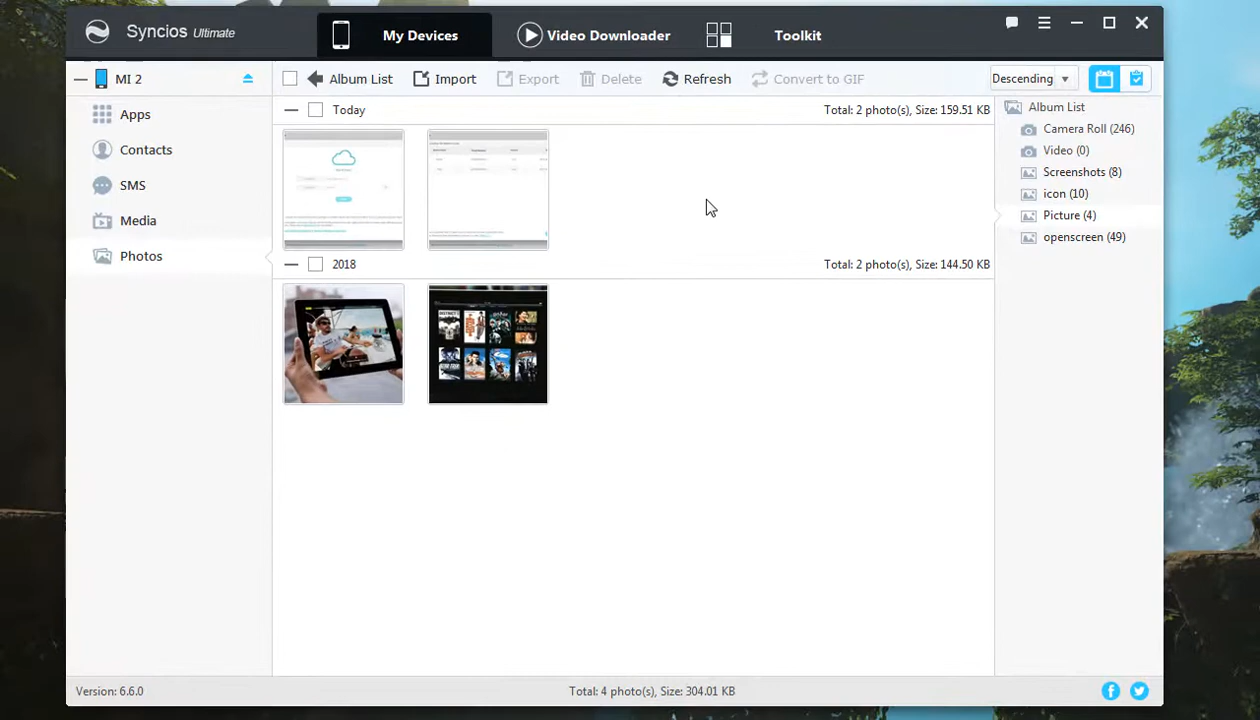 Syncios Ultimate
My Devices
Video Downloader
Toolkit
MI 2
Album List
Import
Export
Delete
Refresh
Convert to GIF
Descending
Apps
Contacts
SMS
Media
Photos
Today
Total: 2 photo(s), Size: 159.51 KB
2018
Total: 2 photo(s), Size: 144.50 KB
Album List
Camera Roll (246)
Video (0)
Screenshots (8)
icon (10)
Picture (4)
openscreen (49)
Version: 6.6.0
Total: 4 photo(s), Size: 304.01 KB